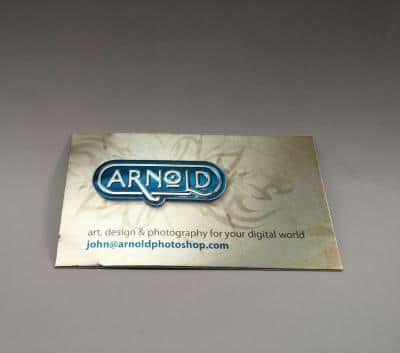 ARNOLD
art, design & photography for your digital world
john@arnoldphotoshop.com